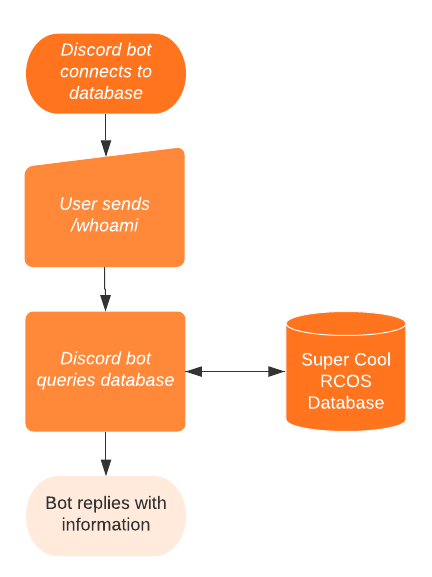 Discord bot
connects to
database
User sends
/whoami
Discord bot
queries database
Super Cool
RCOS
Database
Bot replies with
information